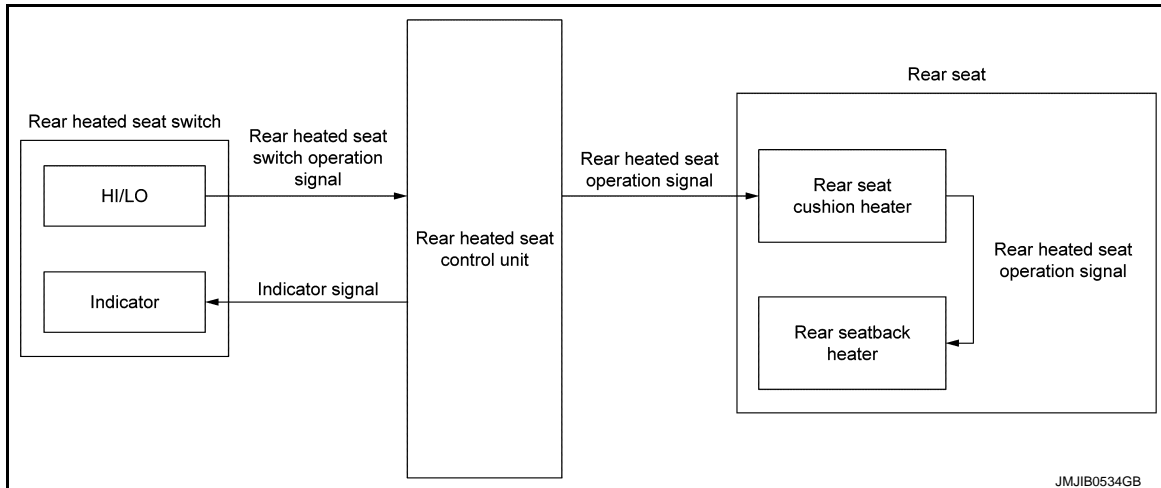 Rear seat
Rear heated seat switch
Rear heated seat
switch operation
signal
HI/LO
Rear heated seat
operation signal
Rear seat
cushion heater
Rear heated seat
control unit
Rear heated seat
operation signal
Indicator signal
Indicator
Rear seatback
heater
JMJIB0534GB